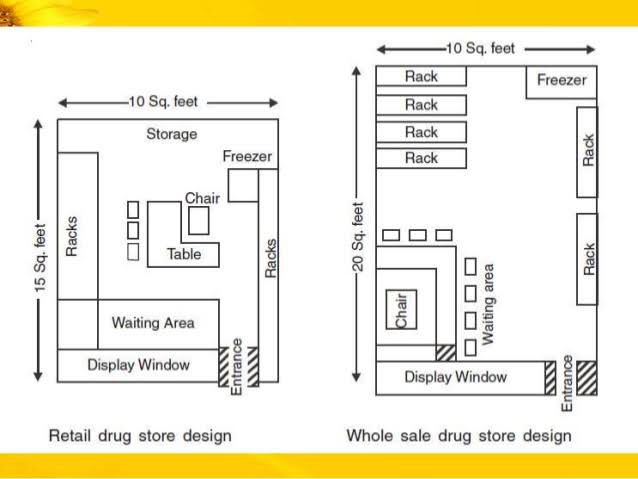 10 Sq. feet
Storage
Freezer
Chair
Racks
Table
Racks
15 Sq. feet
Waiting Area
Display Window
Entrance
Retail drug store design
10 Sq. feet
Rack
Freezer
Rack
Rack
Rack
Rack
Rack
20 Sq. feet
Chair
Waiting area
Display Window
Entrance
Whole sale drug store design